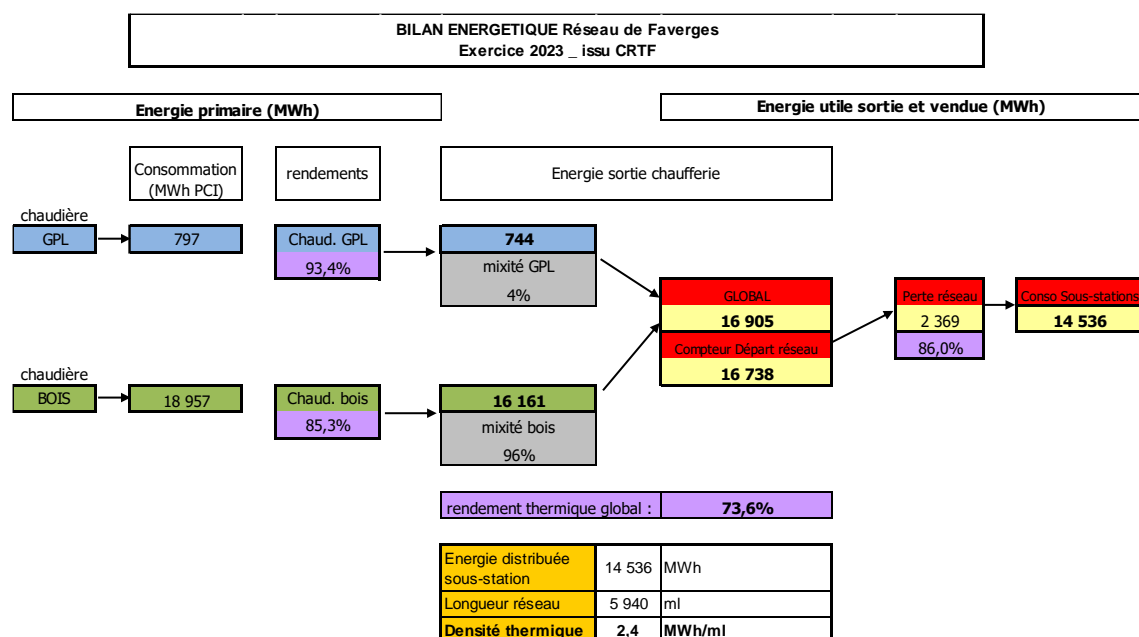 BILAN ENERGETIQUE Réseau de Faverges
Exercice 2023 _ issu CRTF
Energie primaire (MWh)
Energie utile sortie et vendue (MWh)
Consommation
(MWh PCI)
rendements
Energie sortie chaufferie
chaudière
GPL
797
Chaud. GPL
93,4%
744
mixité GPL
4%
GLOBAL
16 905
Compteur Départ réseau
16 738
Perte réseau
2 369
86,0%
Conso Sous-stations
14 536
chaudière
BOIS
18 957
Chaud. bois
85,3%
16 161
mixité bois
96%
rendement thermique global :
73,6%
Energie distribuée
sous-station
14 536
MWh
Longueur réseau
5 940
ml
Densité thermique
2,4
MWh/ml